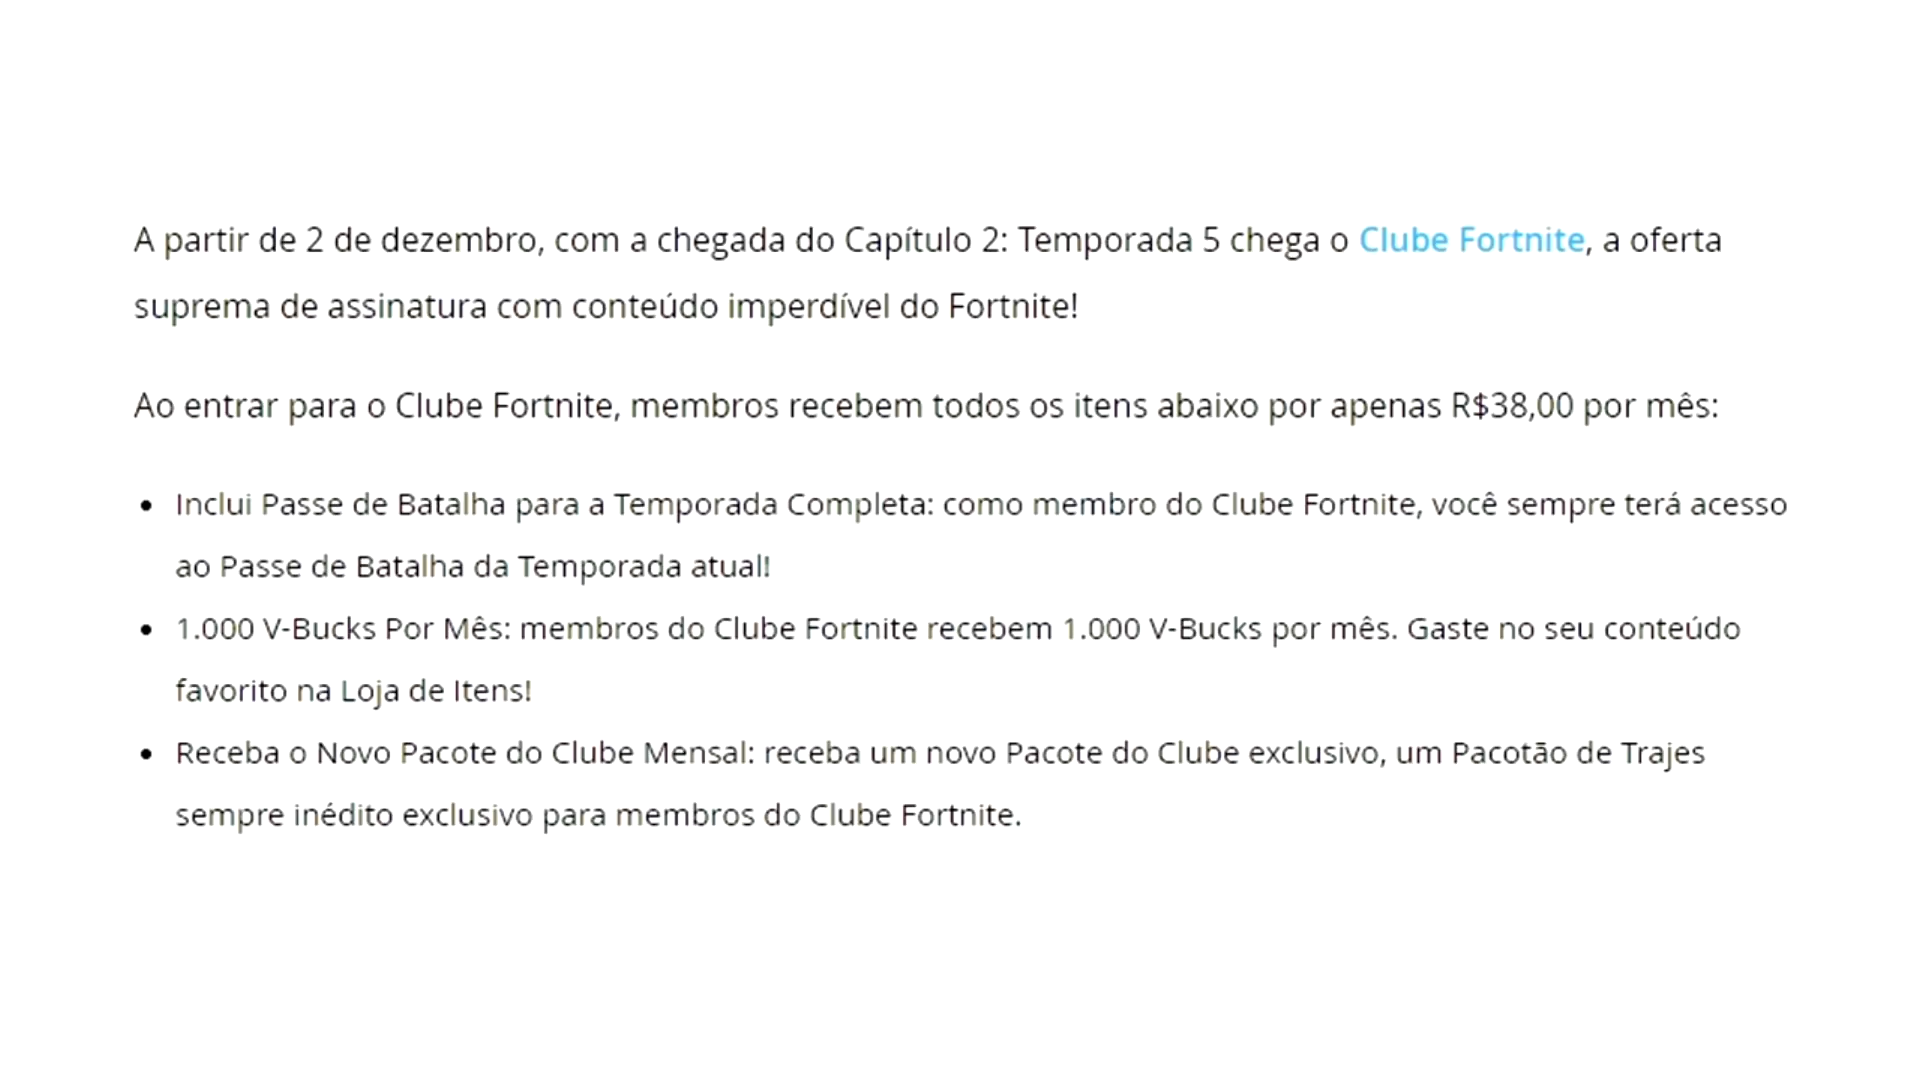 A partir de 2 de dezembro, com a chegada do Capítulo 2: Temporada 5 chega o Clube Fortnite, a oferta
suprema de assinatura com conteúdo imperdível do Fortnite!
Ao entrar para o Clube Fortnite, membros recebem todos os itens abaixo por apenas R$38,00 por mês:
• Inclui Passe de Batalha para a Temporada Completa: como membro do Clube Fortnite, você sempre terá acesso
ao Passe de Batalha da Temporada atual!
• 1.000 V-Bucks Por Mês: membros do Clube Fortnite recebem 1.000 V-Bucks por mês. Gaste no seu conteúdo
favorito na Loja de Itens!
• Receba o Novo Pacote do Clube Mensal: receba um novo Pacote do Clube exclusivo, um Pacotão de Trajes
sempre inédito exclusivo para membros do Clube Fortnite.